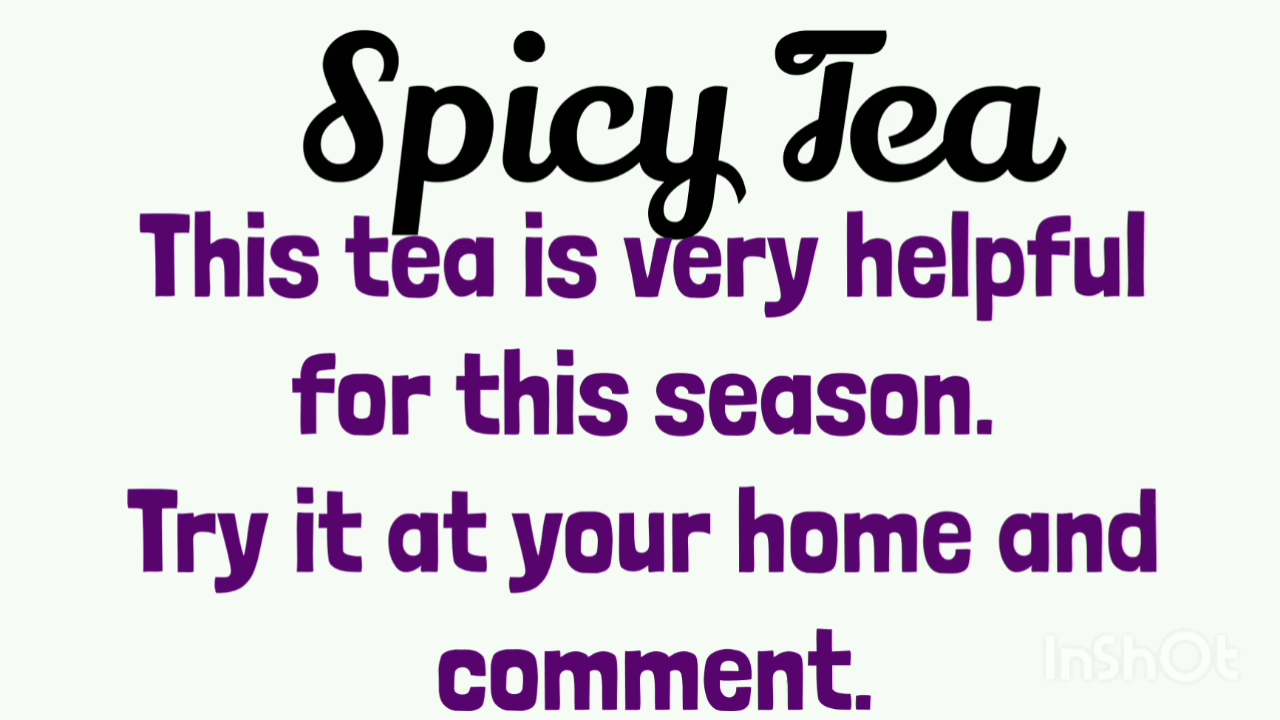 Spicy Tea
This tea is very helpful
for this season.
Try it at your home and
comment.
InShOt